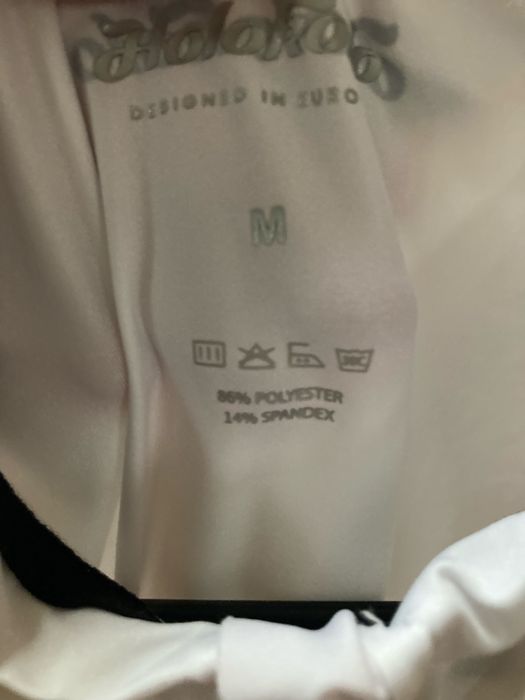 DESIGNED IN EURO
M
86% POLYESTER
14% SPANDEX